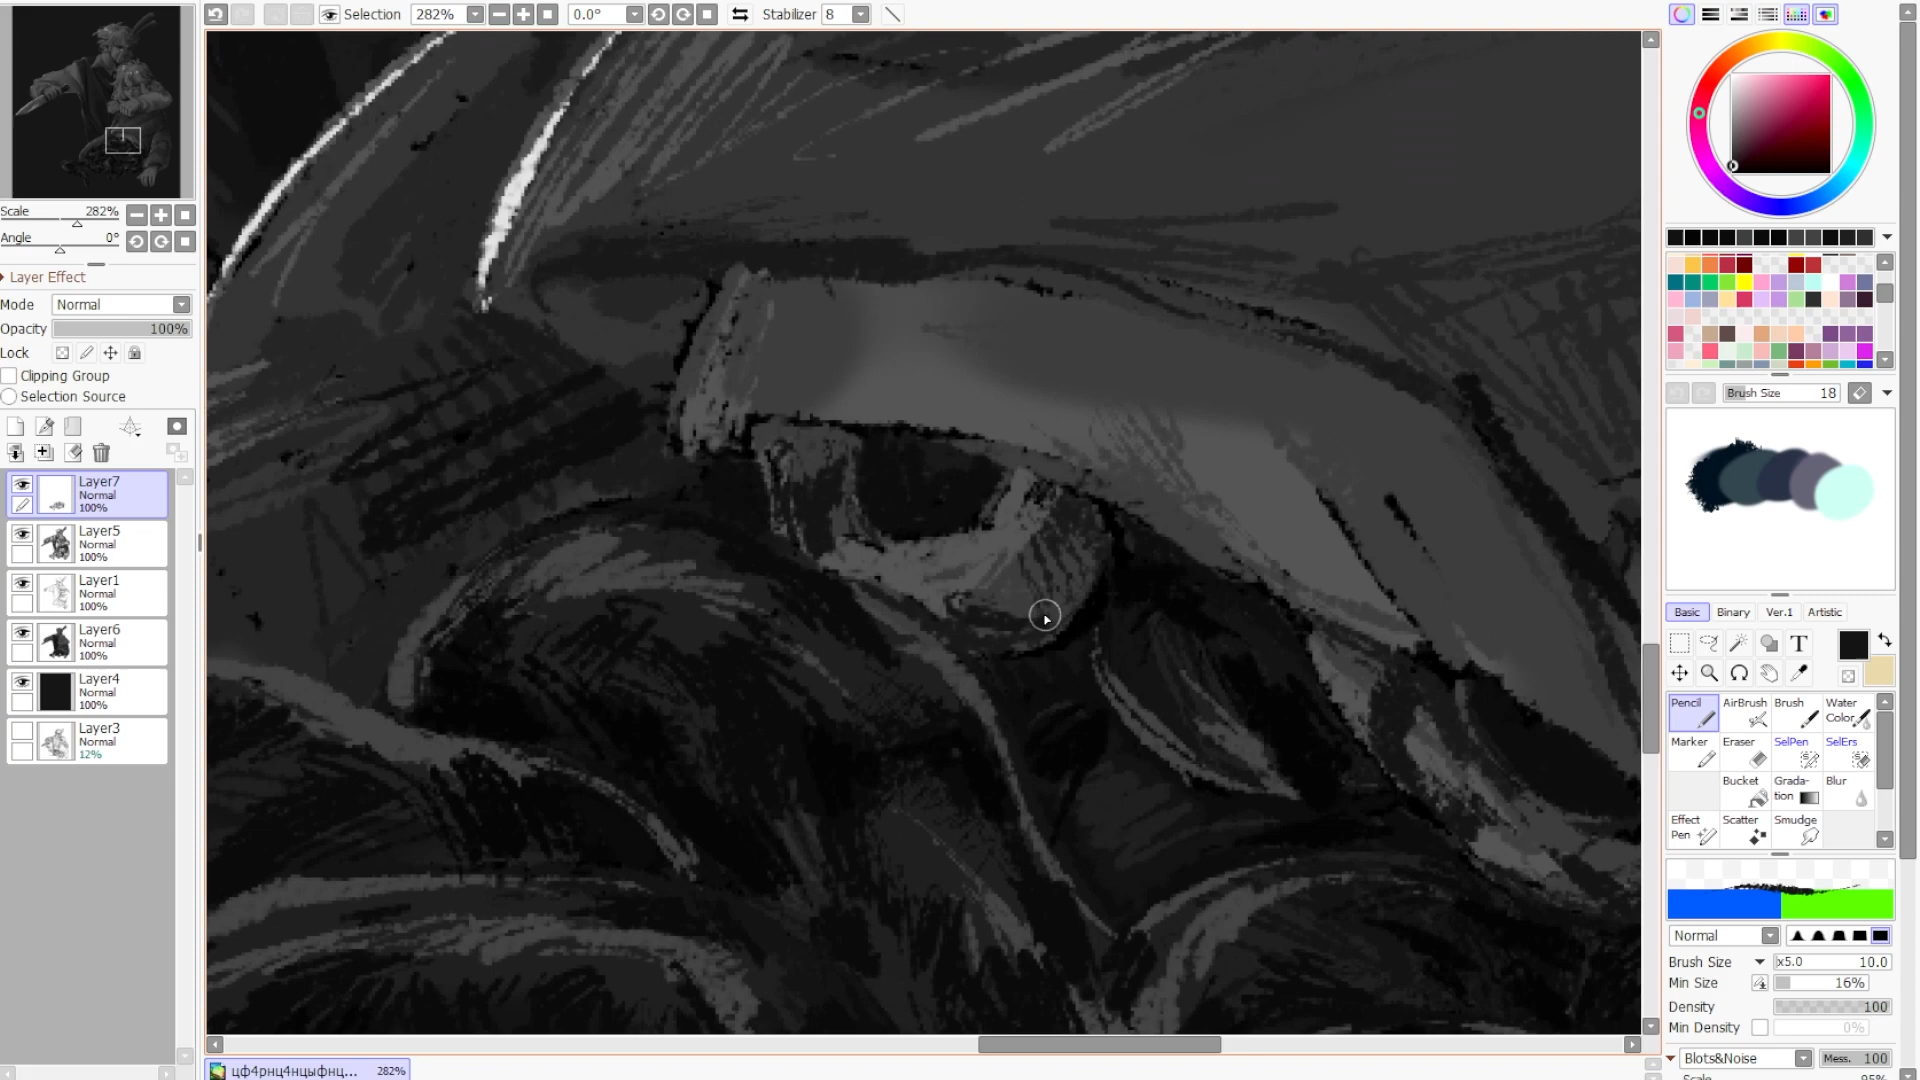 Selection 282% 0.0° Stabilizer 8
Scale 282%
Angle 0°
Layer Effect
Mode Normal
Opacity 100%
Lock
Clipping Group
Selection Source
Layer7
Normal
100%
Layer5
Normal
100%
Layer1
Normal
100%
Layer6
Normal
100%
Layer4
Normal
100%
Layer3
Normal
12%
цф4рнц4нцыфнц... 282%
Brush Size 18
Basic Binary Ver.1 Artistic
T
Pencil AirBrush Brush Water
Color
Marker Eraser SelPen SelErs
Bucket Grada-
tion Blur
Effect
Pen Scatter Smudge
Normal
Brush Size x5.0 10.0
Min Size 16%
Density 100
Min Density 0%
Blots&Noise Mess. 100
Scale 95%